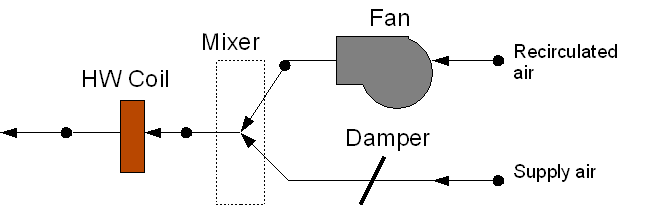 Fan
Mixer
Recirculated
air
HW Coil
Damper
Supply air